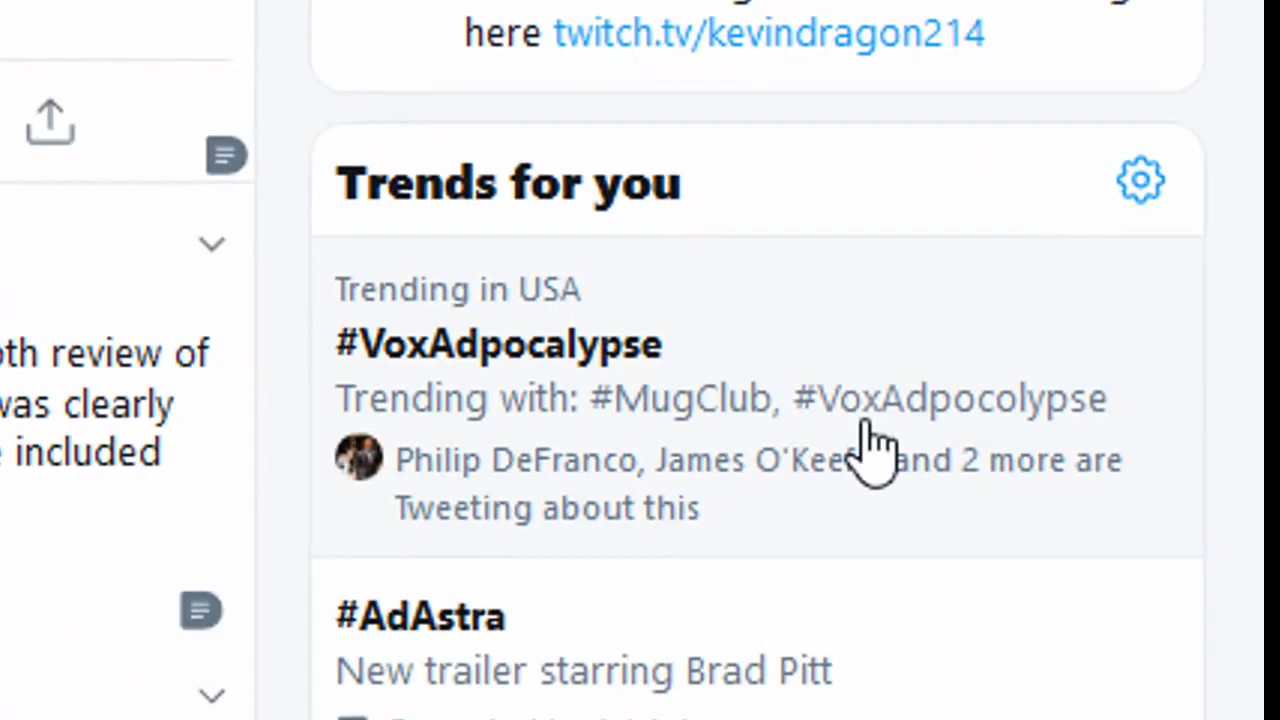 here twitch.tv/kevindragon214
Trends for you
Trending in USA
#VoxAdpocalypse
oth review of
Trending with: #MugClub, #VoxAdpocolypse
was clearly
included
Philip DeFranco, James O'Kee and 2 more are
Tweeting about this
#AdAstra
New trailer starring Brad Pitt